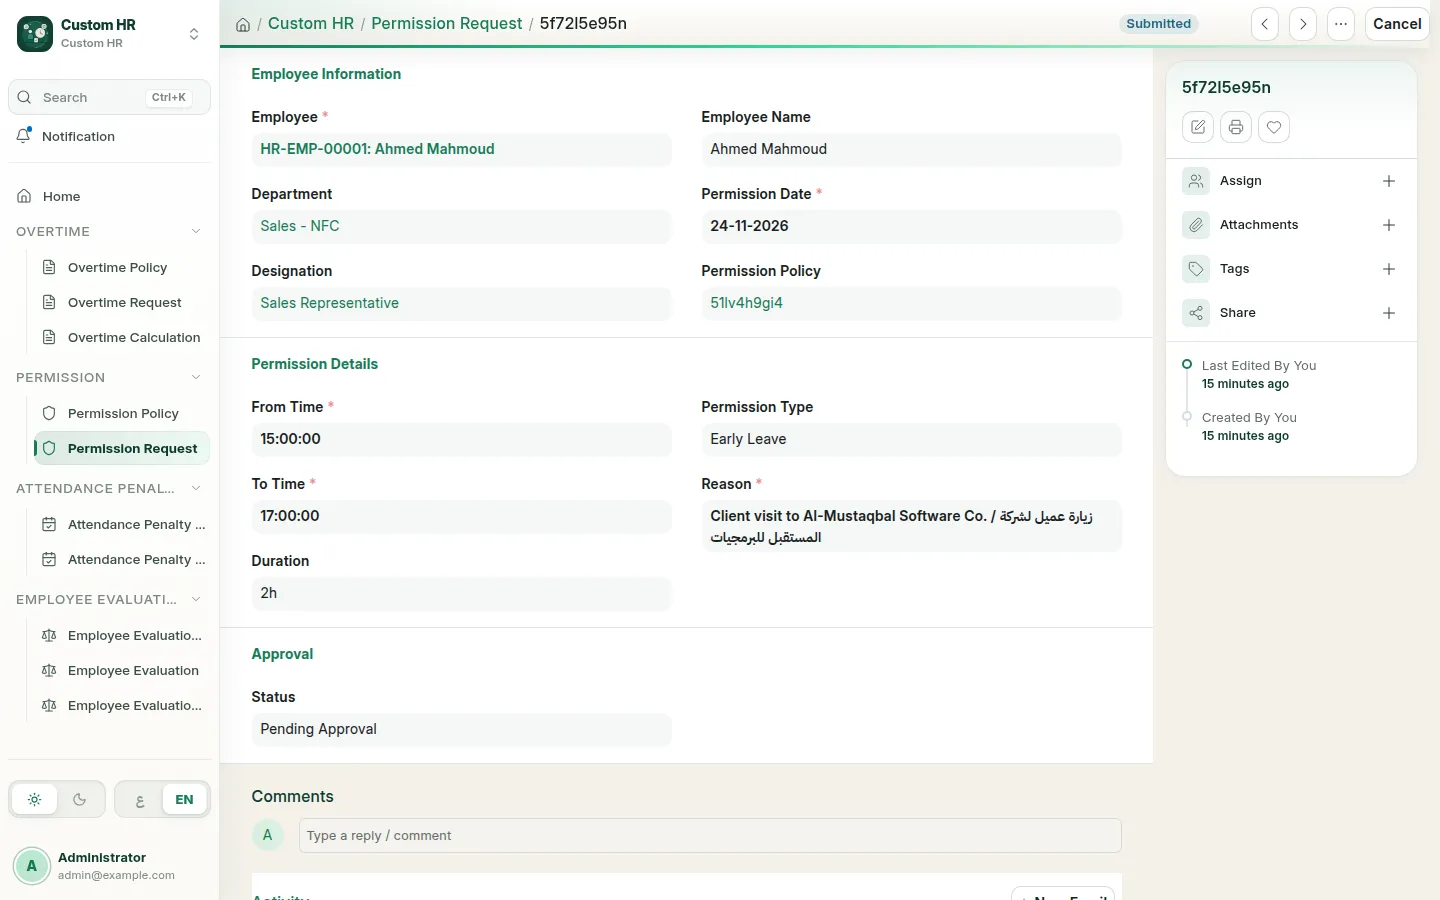 Custom HR
Custom HR
Search
Ctrl+K
Notification
Home
OVERTIME
Overtime Policy
Overtime Request
Overtime Calculation
PERMISSION
Permission Policy
Permission Request
ATTENDANCE PENAL...
Attendance Penalty ...
Attendance Penalty ...
EMPLOYEE EVALUATI...
Employee Evaluatio...
Employee Evaluation
Employee Evaluatio...
ع
EN
A
Administrator
admin@example.com
/ Custom HR / Permission Request / 5f72l5e95n
Submitted
...
Cancel
Employee Information
Employee *
HR-EMP-00001: Ahmed Mahmoud
Employee Name
Ahmed Mahmoud
Department
Sales - NFC
Permission Date *
24-11-2026
Designation
Sales Representative
Permission Policy
51lv4h9gi4
Permission Details
From Time *
15:00:00
Permission Type
Early Leave
To Time *
17:00:00
Reason *
Client visit to Al-Mustaqbal Software Co. / زيارة عميل لشركة
المستقبل للبرمجيات
Duration
2h
Approval
Status
Pending Approval
Comments
A
Type a reply / comment
5f72l5e95n
Assign
Attachments
Tags
Share
Last Edited By You
15 minutes ago
Created By You
15 minutes ago